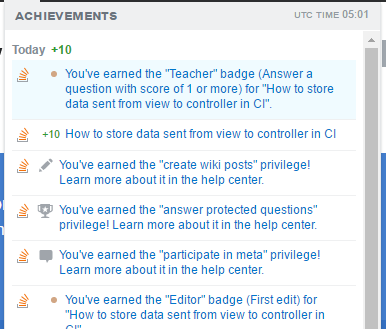 ACHIEVEMENTS UTC TIME 05:01
Today +10
You've earned the "Teacher" badge (Answer a
question with score of 1 or more) for "How to store
data sent from view to controller in CI".
+10 How to store data sent from view to controller in CI
You've earned the "create wiki posts" privilege!
Learn more about it in the help center.
You've earned the "answer protected questions"
privilege! Learn more about it in the help center.
You've earned the "participate in meta" privilege!
Learn more about it in the help center.
You've earned the "Editor" badge (First edit) for
"How to store data sent from view to controller in
CI"